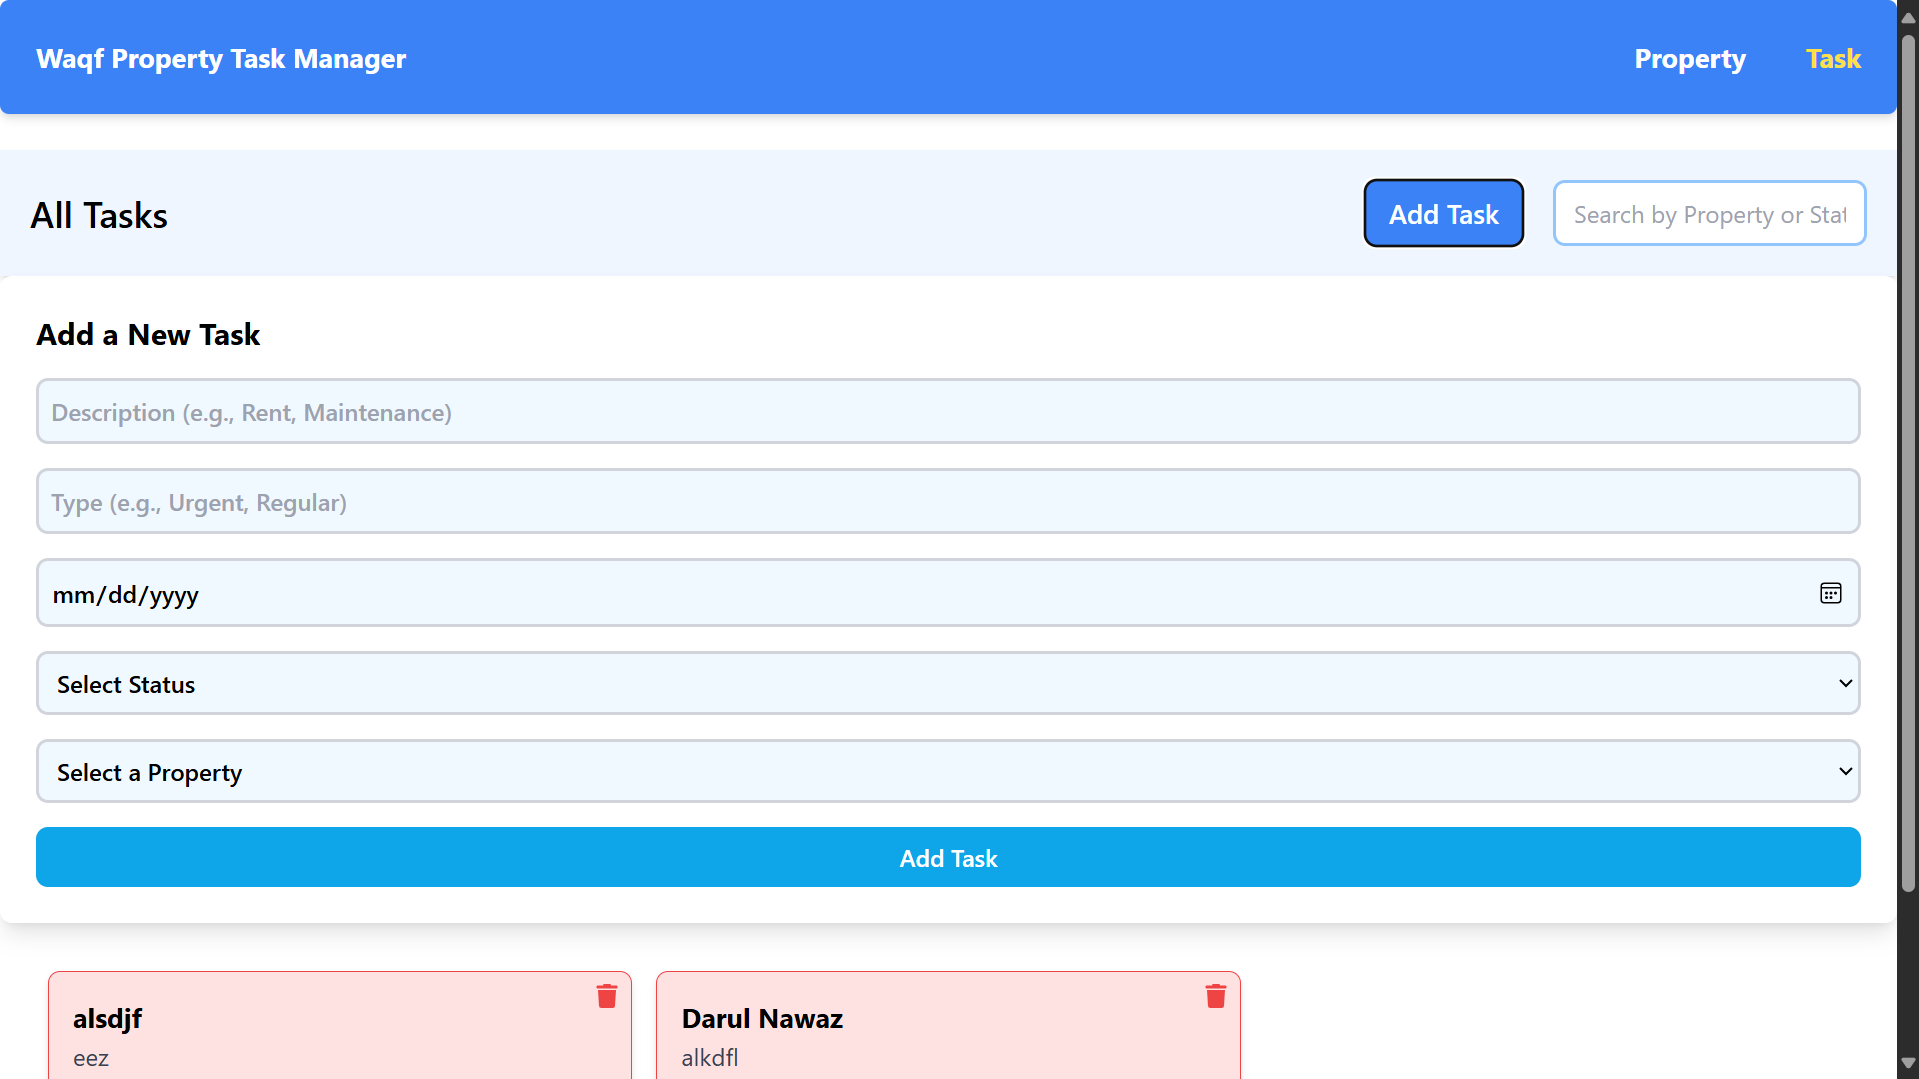 Waqf Property Task Manager
Property
Task
All Tasks
Add Task
Search by Property or Stat
Add a New Task
Description (e.g., Rent, Maintenance)
Type (e.g., Urgent, Regular)
mm/dd/yyyy
Select Status
Select a Property
Add Task
alsdjf
eez
Darul Nawaz
alkdfl